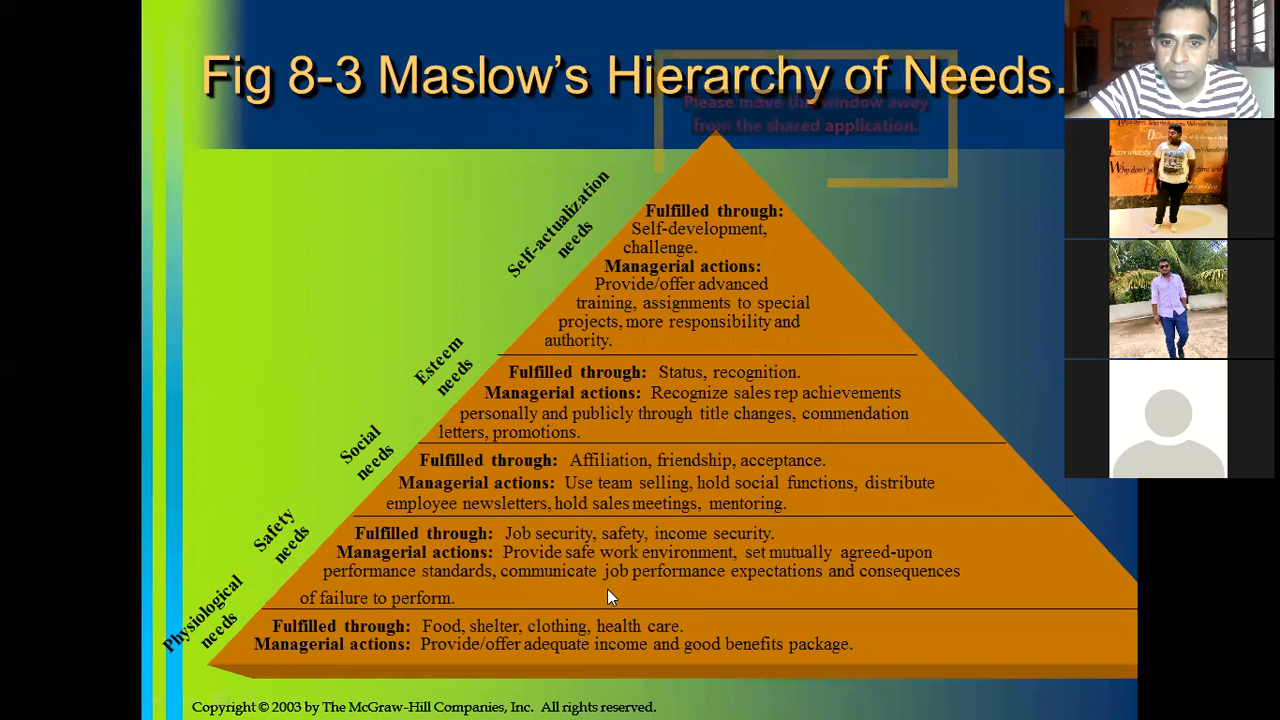 Fig 8-3 Maslow's Hierarchy of Needs.
Please move the window away
from the shared application.
Self-actualization
needs
Fulfilled through:
Self-development,
challenge.
Managerial actions:
Provide/offer advanced
training, assignments to special
projects, more responsibility and
authority.
Esteem
needs
Fulfilled through: Status, recognition.
Managerial actions: Recognize sales rep achievements
personally and publicly through title changes, commendation
letters, promotions.
Social
needs
Fulfilled through: Affiliation, friendship, acceptance.
Managerial actions: Use team selling, hold social functions, distribute
employee newsletters, hold sales meetings, mentoring.
Safety
needs
Fulfilled through: Job security, safety, income security.
Managerial actions: Provide safe work environment, set mutually agreed-upon
performance standards, communicate job performance expectations and consequences
of failure to perform.
Physiological
needs
Fulfilled through: Food, shelter, clothing, health care.
Managerial actions: Provide/offer adequate income and good benefits package.
Copyright © 2003 by The McGraw-Hill Companies, Inc. All rights reserved.